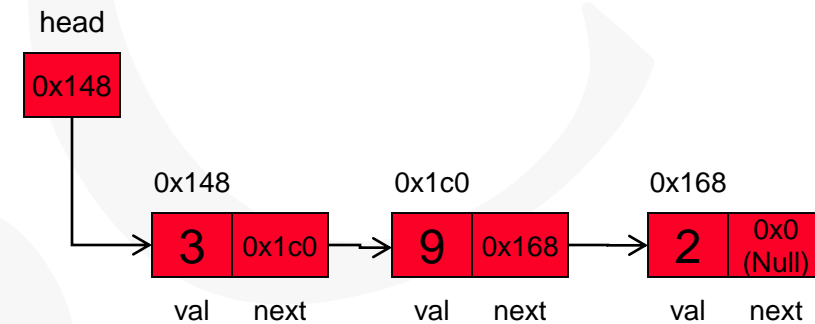 head
0x148
0x148 0x1c0 0x168
3 0x1c0 9 0x168 2 0x0
(Null)
val next val next val next